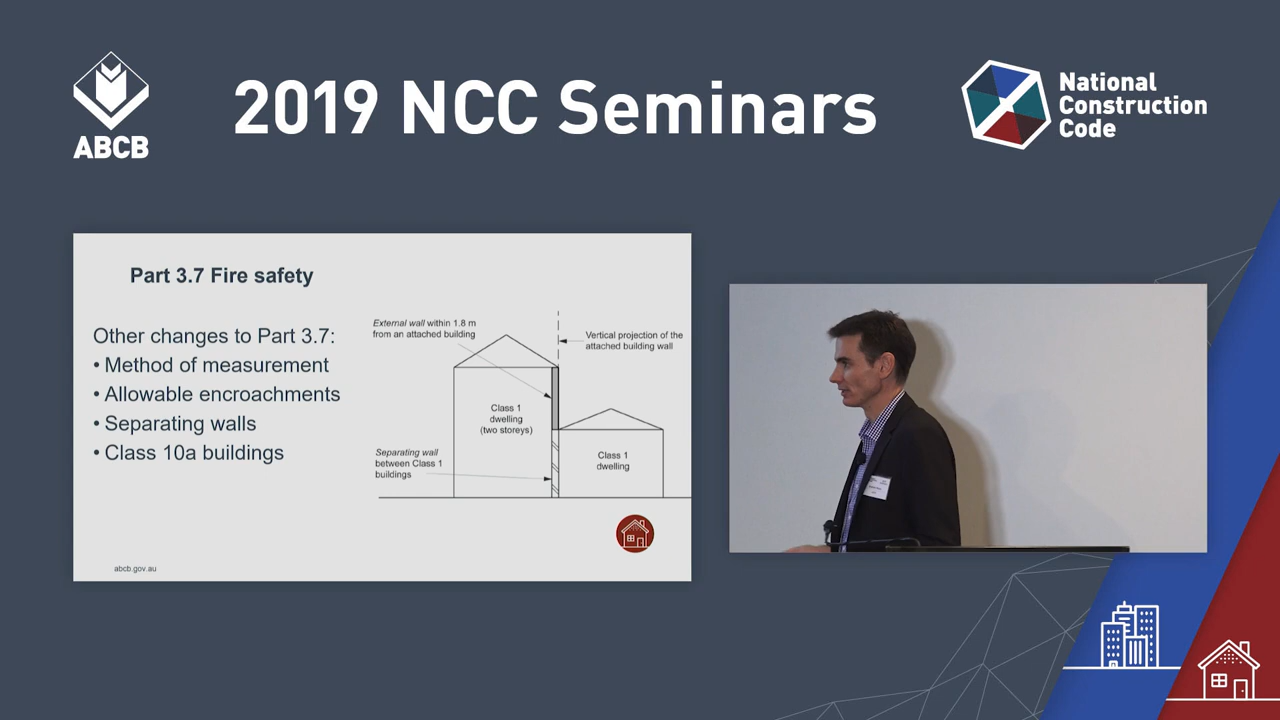 ABCB
2019 NCC Seminars
National
Construction
Code
Part 3.7 Fire safety
Other changes to Part 3.7:
• Method of measurement
• Allowable encroachments
• Separating walls
• Class 10a buildings
External wall within 1.8 m
from an attached building
Vertical projection of the
attached building wall
Class 1
dwelling
(two storeys)
Class 1
dwelling
Separating wall
between Class 1
buildings
abcb.gov.au